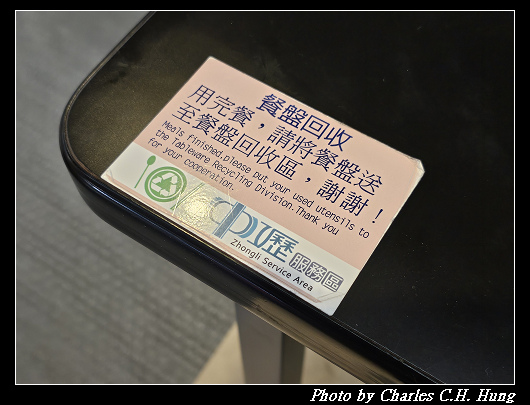 餐盤回收
用完餐，請將餐盤送
至餐盤回收區，謝謝！
Meals finished,please put your used utensils to
the Tableware Recycling Division.Thank you
for your cooperation.
中壢 服務區
Zhongli Service Area
Photo by Charles C.H. Hung